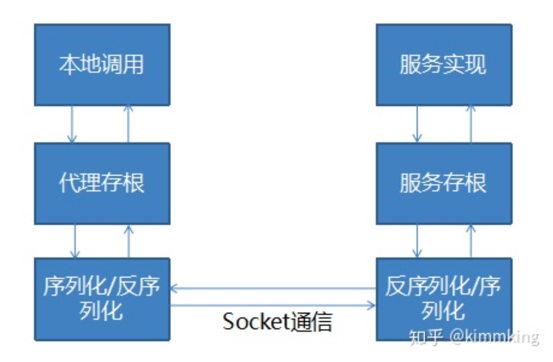 本地调用
服务实现
代理存根
服务存根
序列化/反序
列化
反序列化/序
列化
Socket通信
知乎 @kimmking